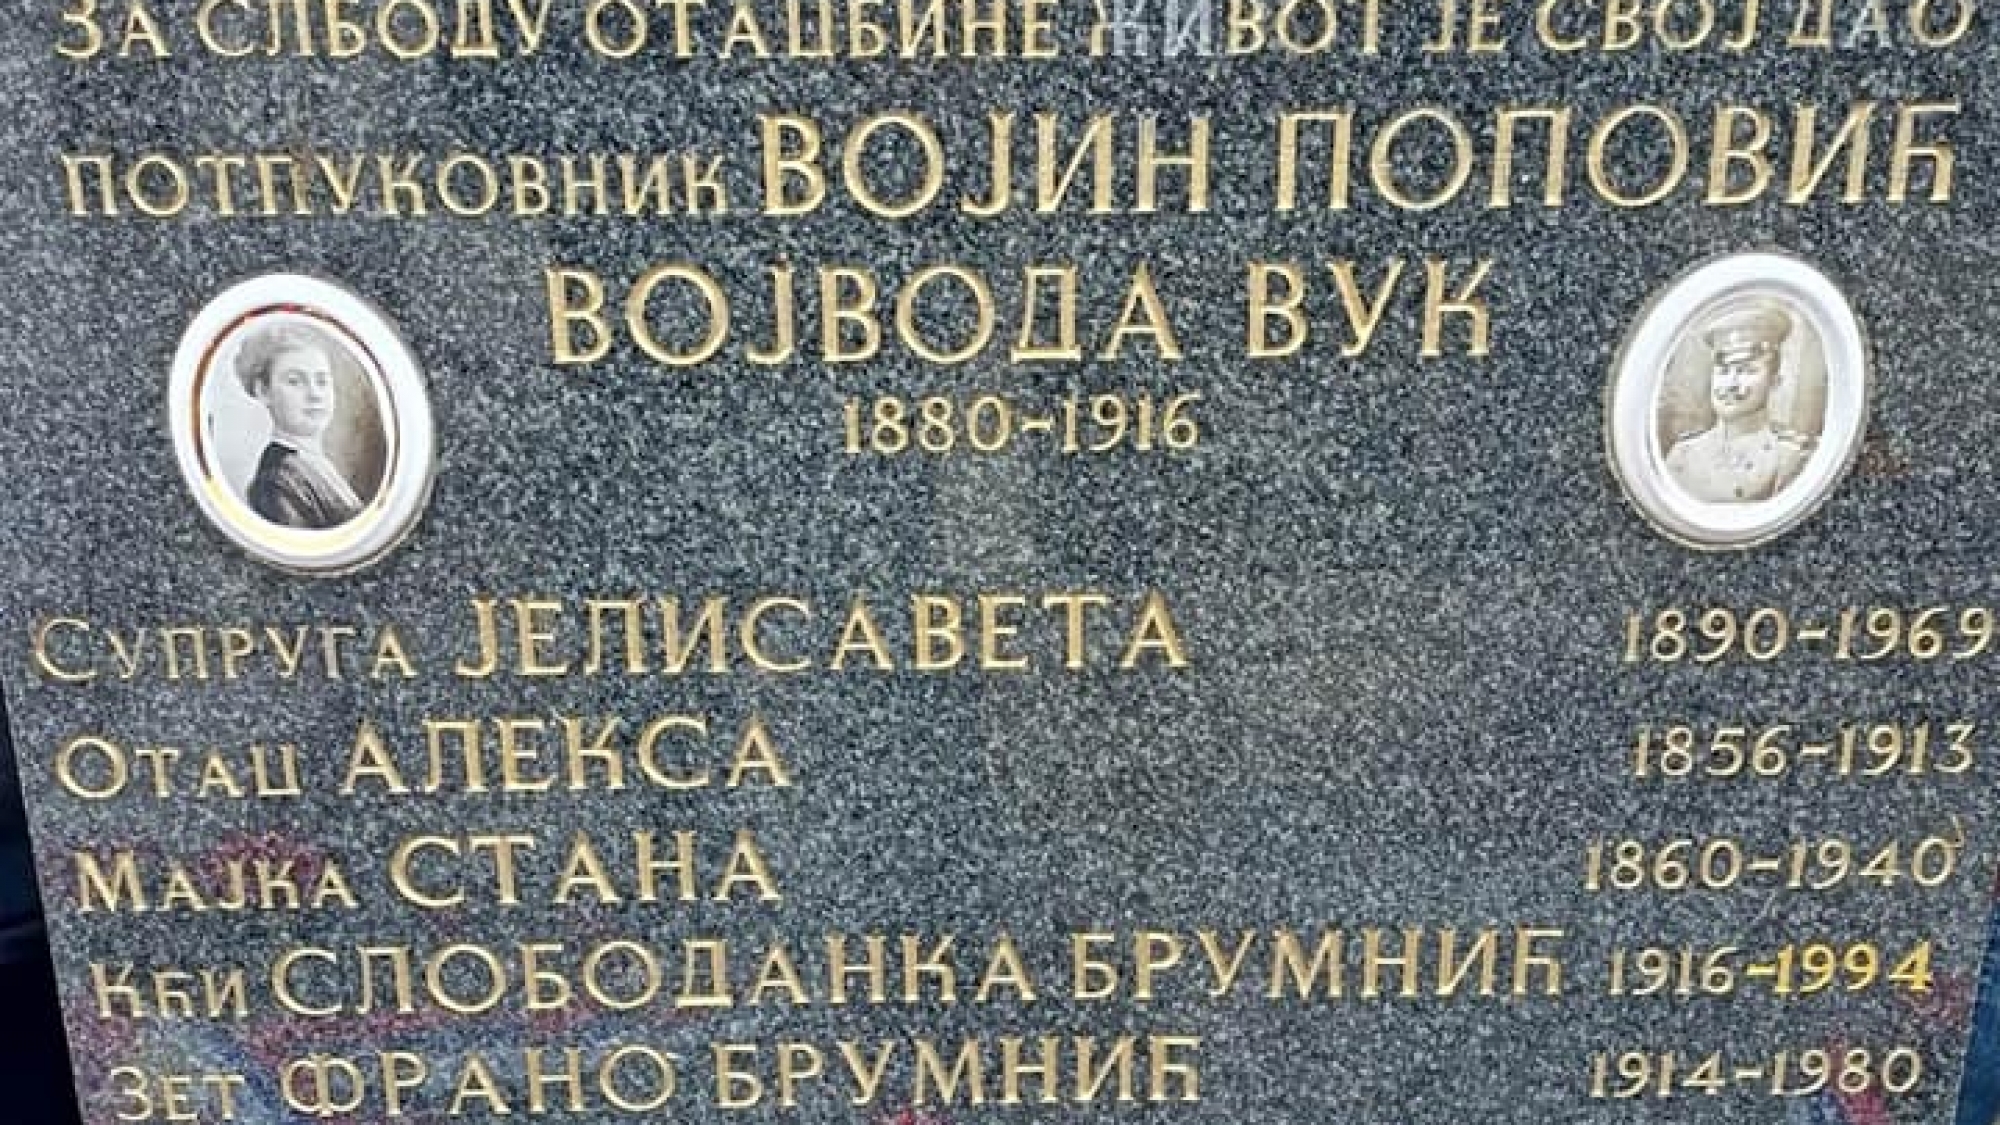 ЗА СЛБОДУ ОТАЏБИНЕ ЖИВОТ ЈЕ СВОЈ ДАО
ПОТПУКОВНИК ВОЈИН ПОПОВИЋ
ВОЈВОДА ВУК
1880-1916
СУПРУГА ЈЕЛИСАВЕТА 1890-1969
ОТАЦ АЛЕКСА 1856-1913
МАЈКА СТАНА 1860-1940
КЋИ СЛОБОДАНКА БРУМНИЋ 1916-1994
ЗЕТ ФРАНО БРУМНИЋ 1914-1980